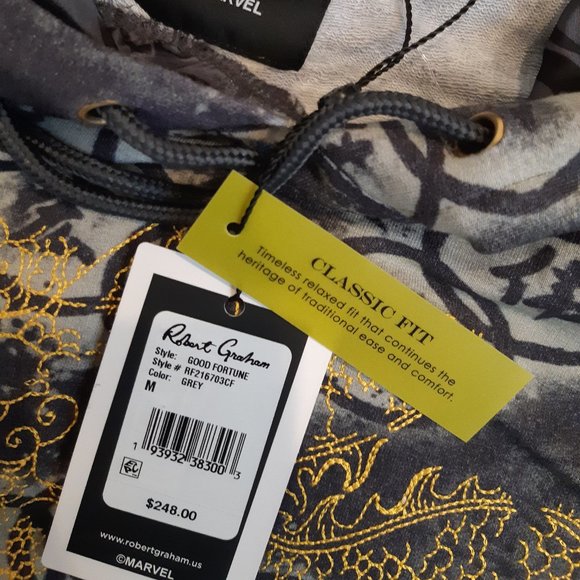 ©MARVEL
CLASSIC FIT
Timeless relaxed fit that continues the
heritage of traditional ease and comfort.
Robert Graham
Style: GOOD FORTUNE
Style # RF216703CF
Color: GREY
M
1 93932 38300 3
$248.00
www.robertgraham.us
©MARVEL